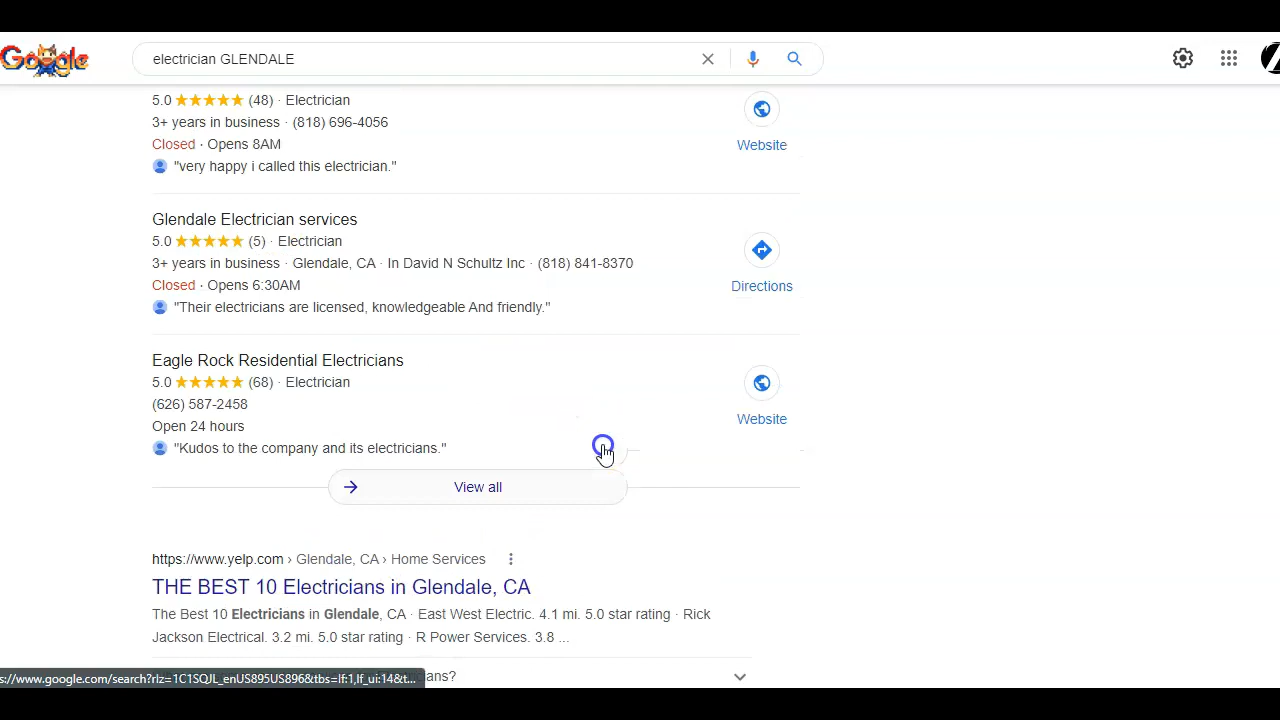 Google
electrician GLENDALE
5.0 ★★★★★ (48) · Electrician
3+ years in business · (818) 696-4056
Closed · Opens 8AM
"very happy i called this electrician."
Website
Glendale Electrician services
5.0 ★★★★★ (5) · Electrician
3+ years in business · Glendale, CA · In David N Schultz Inc · (818) 841-8370
Closed · Opens 6:30AM
"Their electricians are licensed, knowledgeable And friendly."
Directions
Eagle Rock Residential Electricians
5.0 ★★★★★ (68) · Electrician
(626) 587-2458
Open 24 hours
"Kudos to the company and its electricians."
Website
View all
https://www.yelp.com › Glendale, CA › Home Services
THE BEST 10 Electricians in Glendale, CA
The Best 10 Electricians in Glendale, CA · East West Electric. 4.1 mi. 5.0 star rating · Rick
Jackson Electrical. 3.2 mi. 5.0 star rating · R Power Services. 3.8 ...
s://www.google.com/search?rlz=1C1SQJL_enUS895US896&tbs=lf:1,lf_ui:14&t...